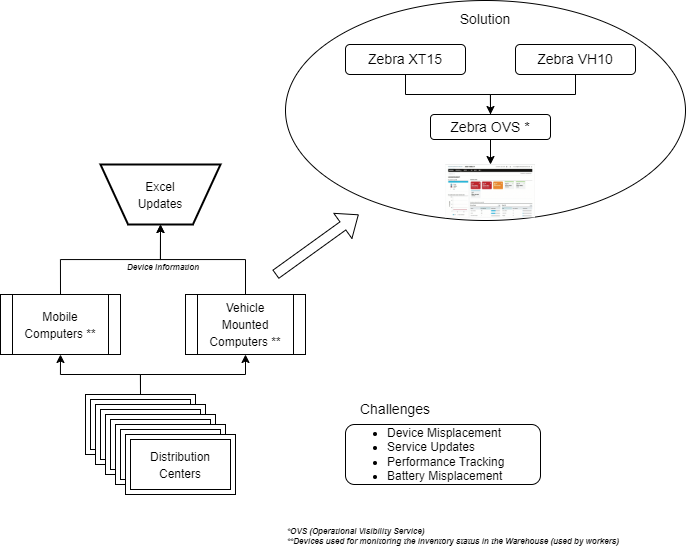 Solution
Zebra XT15
Zebra VH10
Zebra OVS *
Excel
Updates
Device Information
Mobile
Computers **
Vehicle
Mounted
Computers **
Distribution
Centers
Challenges
Device Misplacement
Service Updates
Performance Tracking
Battery Misplacement
*OVS (Operational Visibility Service)
**Devices used for monitoring the inventory status in the Warehouse (used by workers)